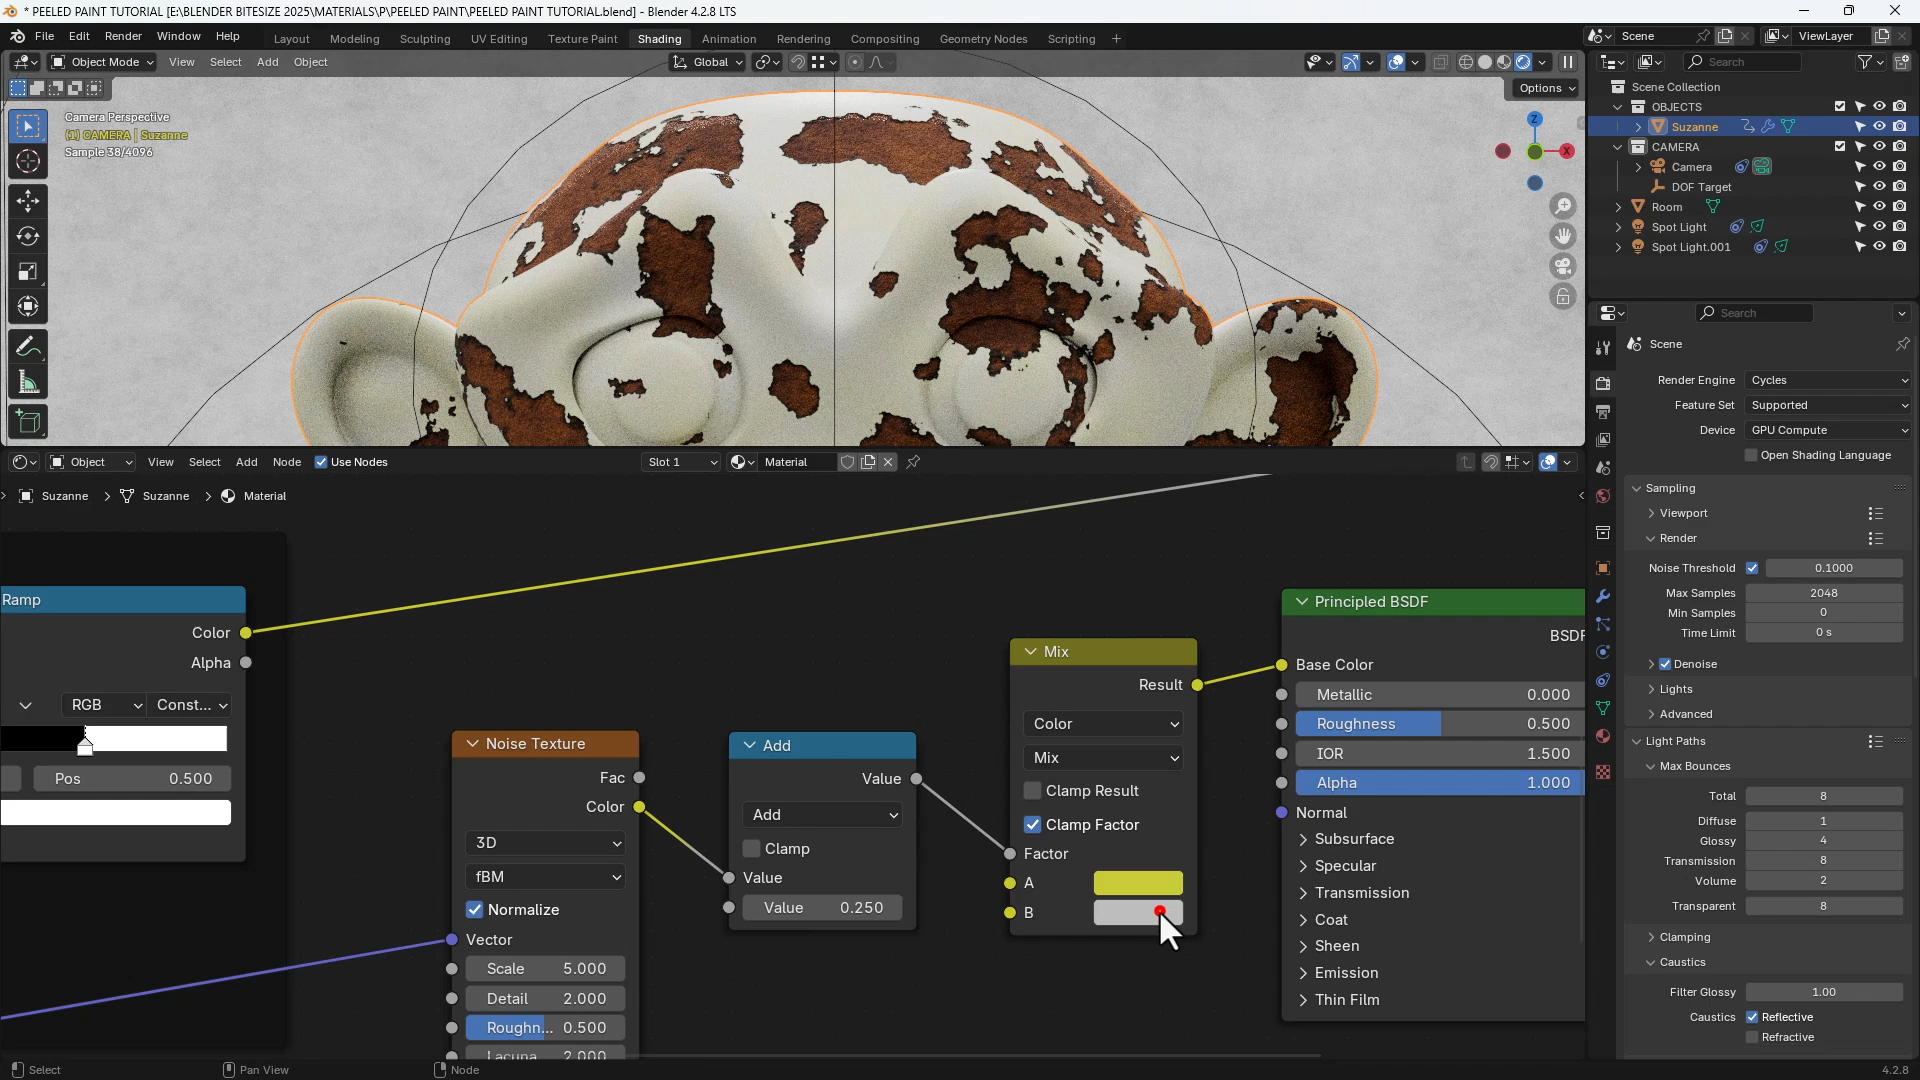 * PEELED PAINT TUTORIAL [E:\BLENDER BITESIZE 2025\MATERIALS\P\PEELED PAINT\PEELED PAINT TUTORIAL.blend] - Blender 4.2.8 LTS
File Edit Render Window Help Layout Modeling Sculpting UV Editing Texture Paint Shading Animation Rendering Compositing Geometry Nodes Scripting + Scene ViewLayer
Object Mode View Select Add Object Global Search
Options
Camera Perspective
(1) CAMERA | Suzanne
Sample 38/4096
Z
X
Scene Collection
OBJECTS
Suzanne
CAMERA
Camera
DOF Target
Room
Spot Light
Spot Light.001
Search
Scene
Render Engine Cycles
Feature Set Supported
Device GPU Compute
Open Shading Language
Sampling
Viewport
Render
Noise Threshold 0.1000
Max Samples 2048
Min Samples 0
Time Limit 0 s
Denoise
Lights
Advanced
Light Paths
Max Bounces
Total 8
Diffuse 1
Glossy 4
Transmission 8
Volume 2
Transparent 8
Clamping
Caustics
Filter Glossy 1.00
Caustics Reflective
Refractive
Object View Select Add Node Use Nodes Slot 1 Material
Suzanne > Suzanne > Material
Ramp
Color
Alpha
RGB Const...
Pos 0.500
Noise Texture
Fac
Color
3D
fBM
Normalize
Vector
Scale 5.000
Detail 2.000
Roughn... 0.500
Lacuna 2.000
Add
Value
Add
Clamp
Value
Value 0.250
Mix
Result
Color
Mix
Clamp Result
Clamp Factor
Factor
A
B
Principled BSDF
BSDF
Base Color
Metallic 0.000
Roughness 0.500
IOR 1.500
Alpha 1.000
Normal
Subsurface
Specular
Transmission
Coat
Sheen
Emission
Thin Film
Select Pan View Node 4.2.8